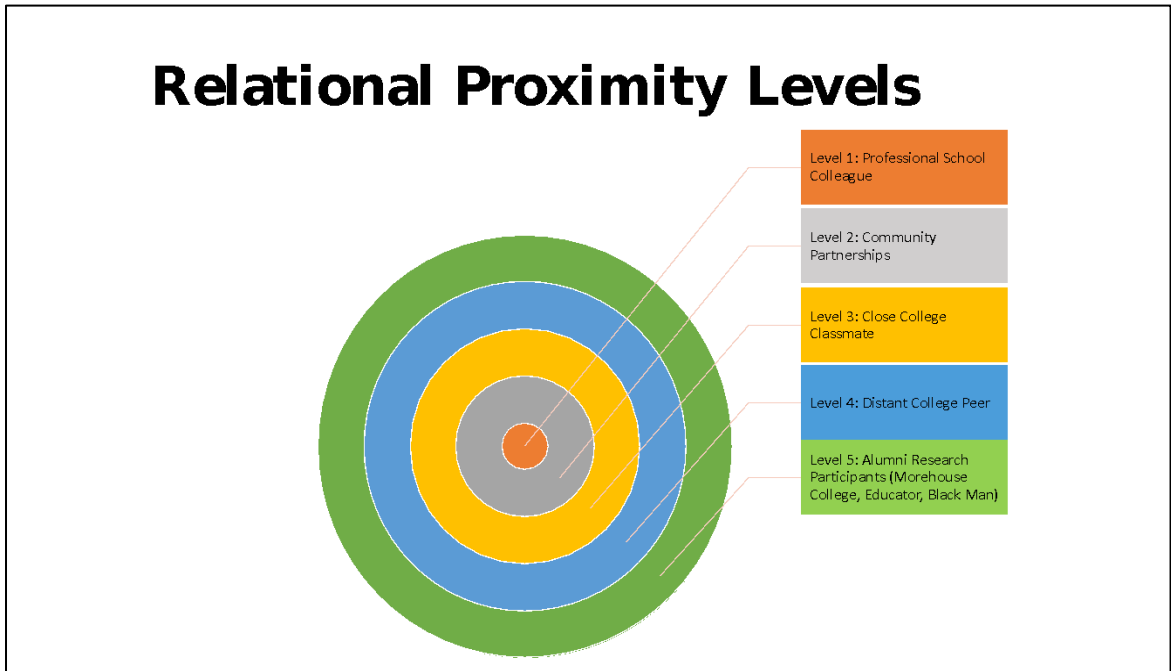 Relational Proximity Levels
Level 1: Professional School
Colleague
Level 2: Community
Partnerships
Level 3: Close College
Classmate
Level 4: Distant College Peer
Level 5: Alumni Research
Participants (Morehouse
College, Educator, Black Man)